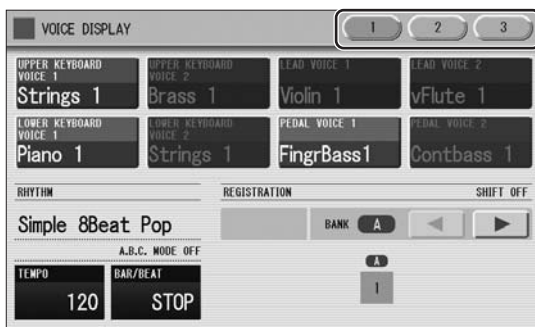 VOICE DISPLAY
1 2 3
UPPER KEYBOARD VOICE 1
Strings 1
UPPER KEYBOARD VOICE 2
Brass 1
LEAD VOICE 1
Violin 1
LEAD VOICE 2
vFlute 1
LOWER KEYBOARD VOICE 1
Piano 1
LOWER KEYBOARD VOICE 2
Strings 1
PEDAL VOICE 1
FingrBass1
PEDAL VOICE 2
Contbass 1
RHYTHM
REGISTRATION
SHIFT OFF
Simple 8Beat Pop
BANK A
A.B.C. MODE OFF
TEMPO
120
BAR/BEAT
STOP
A
1